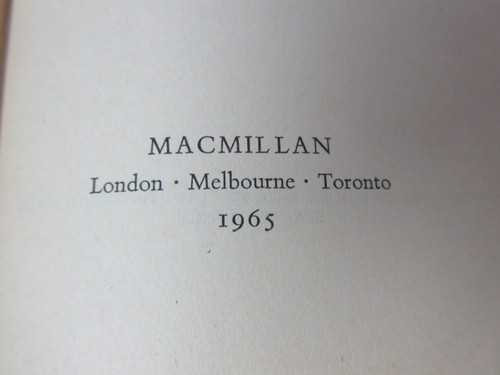 MACMILLAN
London · Melbourne · Toronto
1965